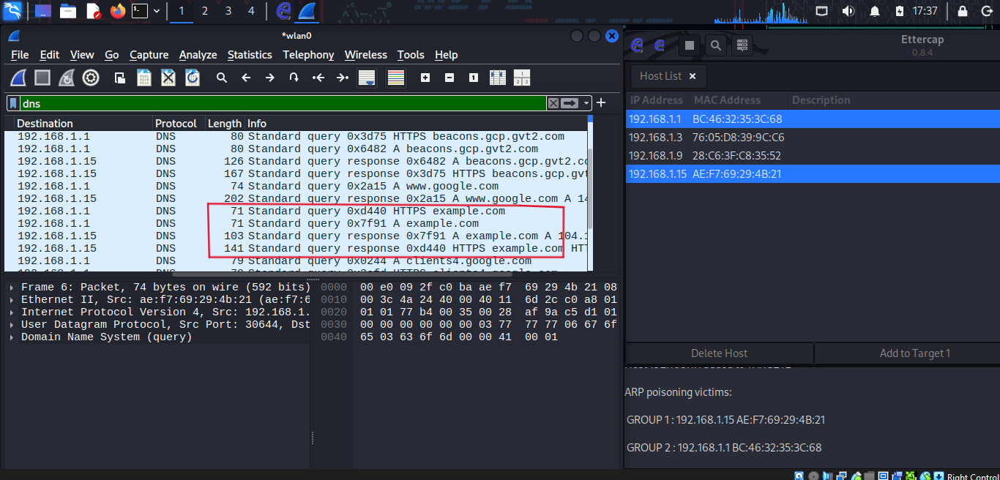 1 2 3 4
17:37
*wlan0
File Edit View Go Capture Analyze Statistics Telephony Wireless Tools Help
dns
Destination Protocol Length Info
192.168.1.1 DNS 80 Standard query 0x3d75 HTTPS beacons.gcp.gvt2.com
192.168.1.1 DNS 80 Standard query 0x6482 A beacons.gcp.gvt2.com
192.168.1.15 DNS 126 Standard query response 0x6482 A beacons.gcp.gvt2.co
192.168.1.15 DNS 167 Standard query response 0x3d75 HTTPS beacons.gcp.gvt
192.168.1.1 DNS 74 Standard query 0x2a15 A www.google.com
192.168.1.15 DNS 202 Standard query response 0x2a15 A www.google.com A 14
192.168.1.1 DNS 71 Standard query 0xd440 HTTPS example.com
192.168.1.1 DNS 71 Standard query 0x7f91 A example.com
192.168.1.15 DNS 103 Standard query response 0x7f91 A example.com A 104.1
192.168.1.15 DNS 141 Standard query response 0xd440 HTTPS example.com HTT
192.168.1.1 DNS 79 Standard query 0x0244 A clients4.google.com
Frame 6: Packet, 74 bytes on wire (592 bits)
Ethernet II, Src: ae:f7:69:29:4b:21 (ae:f7:6
Internet Protocol Version 4, Src: 192.168.1.
User Datagram Protocol, Src Port: 30644, Dst
Domain Name System (query)
0000 00 e0 09 2f c0 ba ae f7 69 29 4b 21 08
0010 00 3c 4a 24 40 00 40 11 6d 2c c0 a8 01
0020 01 01 77 b4 00 35 00 28 af 9a c5 d1 01
0030 00 00 00 00 00 00 03 77 77 77 06 67 6f
0040 65 03 63 6f 6d 00 00 41 00 01
Ettercap
0.8.4
Host List
IP Address MAC Address Description
192.168.1.1 BC:46:32:35:3C:68
192.168.1.3 76:05:D8:39:9C:C6
192.168.1.9 28:C6:3F:C8:35:52
192.168.1.15 AE:F7:69:29:4B:21
Delete Host Add to Target 1
ARP poisoning victims:
GROUP 1 : 192.168.1.15 AE:F7:69:29:4B:21
GROUP 2 : 192.168.1.1 BC:46:32:35:3C:68
Right Control